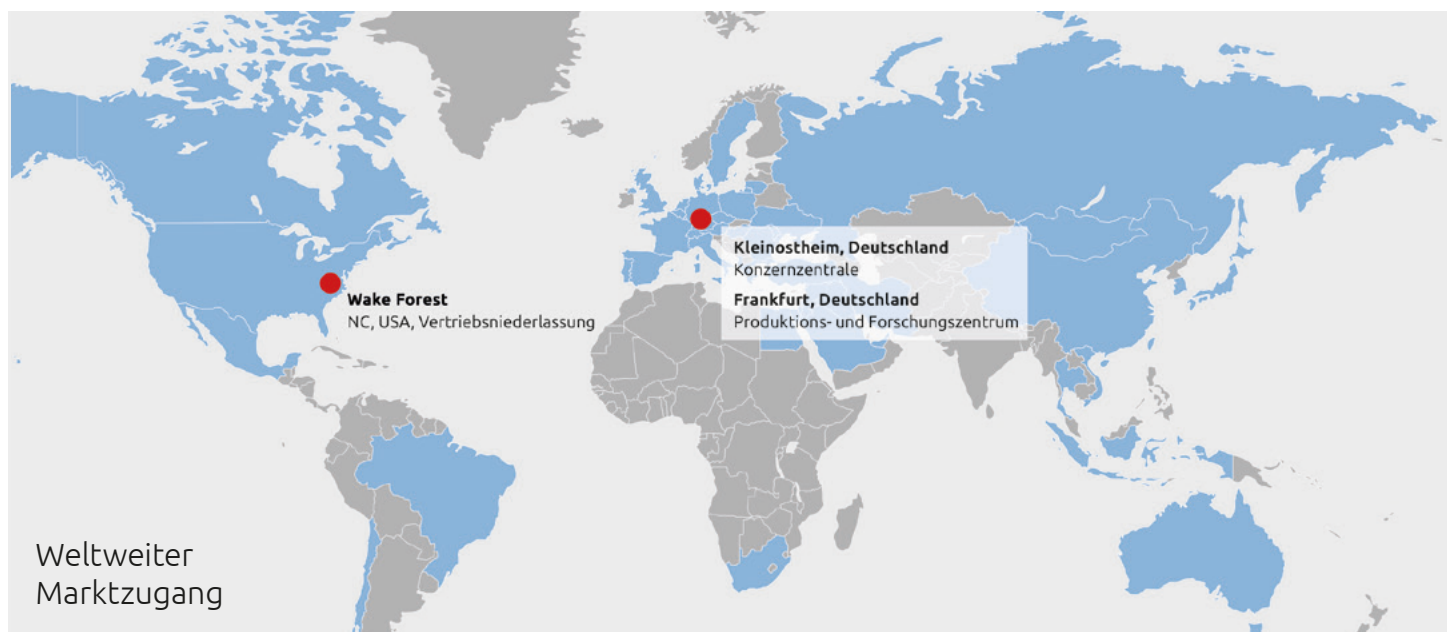 Kleinostheim, Deutschland
Konzernzentrale
Frankfurt, Deutschland
Produktions- und Forschungszentrum
Wake Forest
NC, USA, Vertriebsniederlassung
Weltweiter
Marktzugang